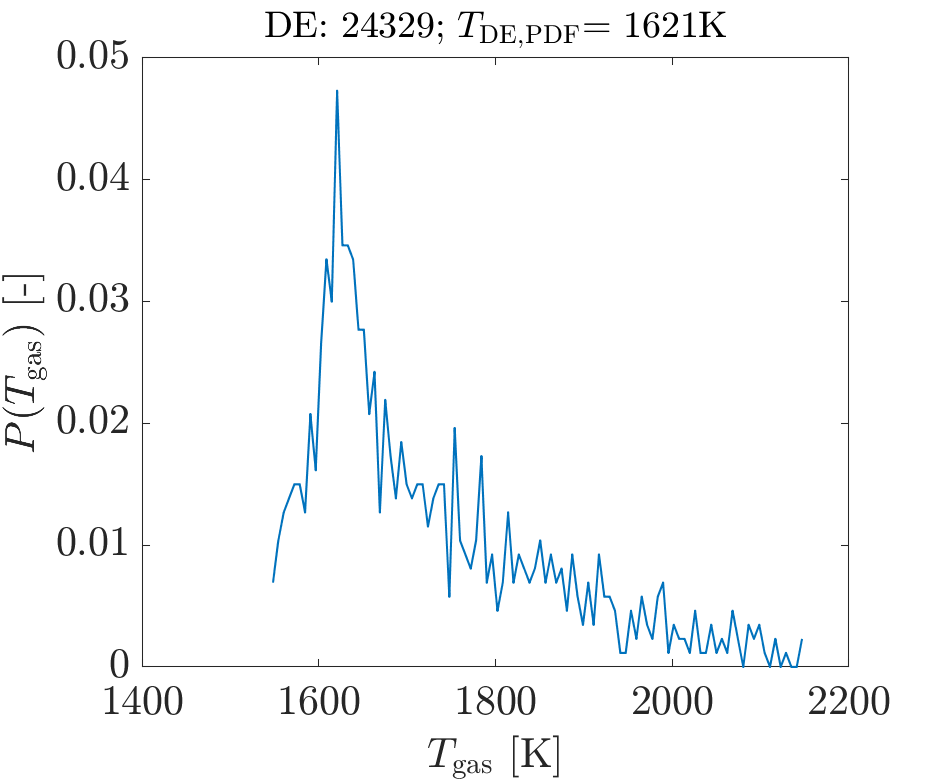 DE: 24329; T_DE,PDF= 1621K
0.05
0.04
0.03
0.02
0.01
0
P(T_gas) [-]
1400 1600 1800 2000 2200
T_gas [K]